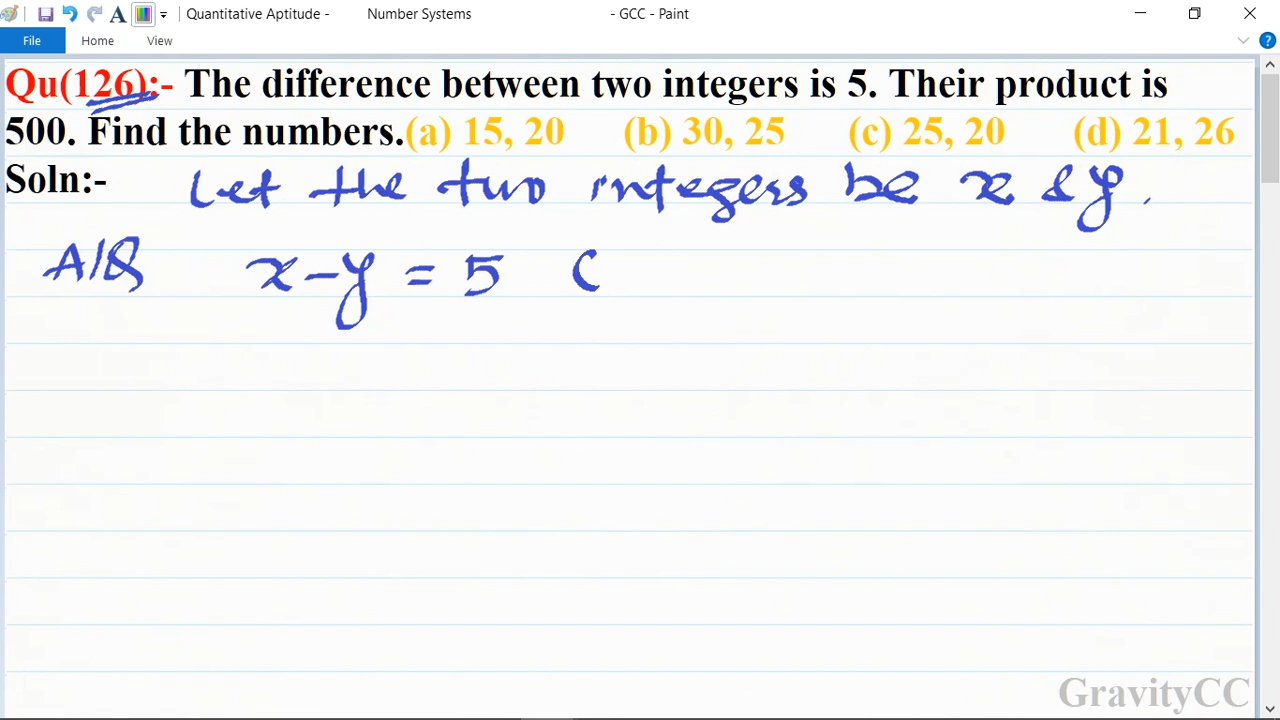 Quantitative Aptitude - Number Systems - GCC - Paint
File Home View
Qu(126):- The difference between two integers is 5. Their product is
500. Find the numbers.(a) 15, 20 (b) 30, 25 (c) 25, 20 (d) 21, 26
Soln:- Let the two integers be x & y.
A/Q x-y = 5 (
GravityCC